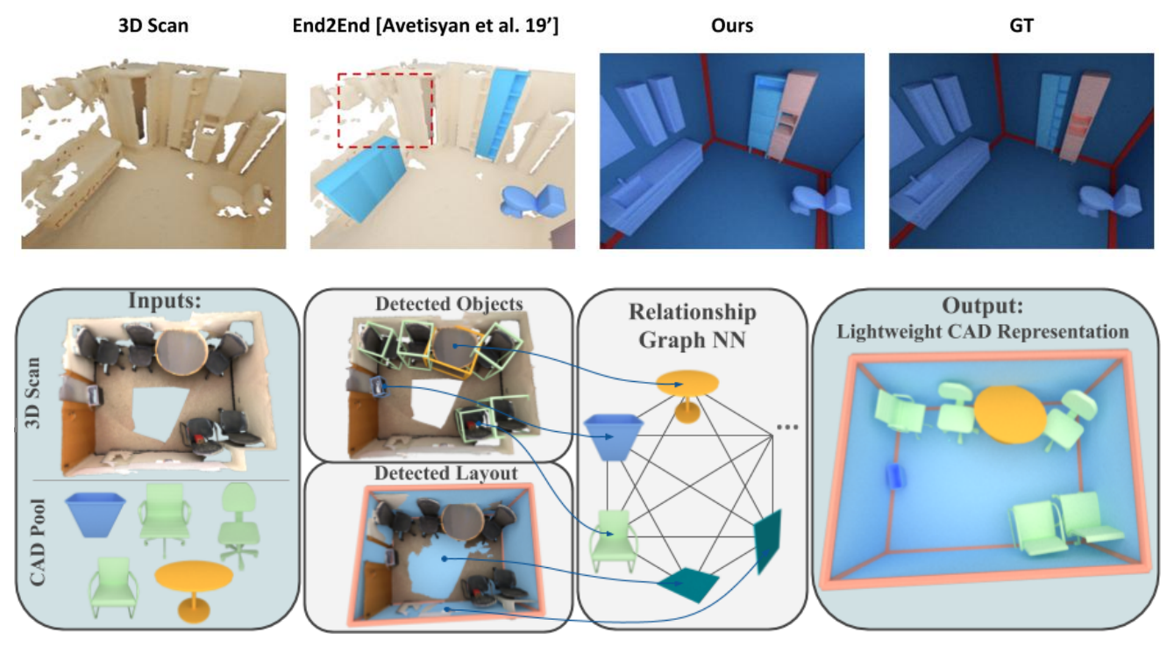 3D Scan
End2End [Avetisyan et al. 19’]
Ours
GT
Inputs:
3D Scan
CAD Pool
Detected Objects
Detected Layout
Relationship
Graph NN
...
Output:
Lightweight CAD Representation